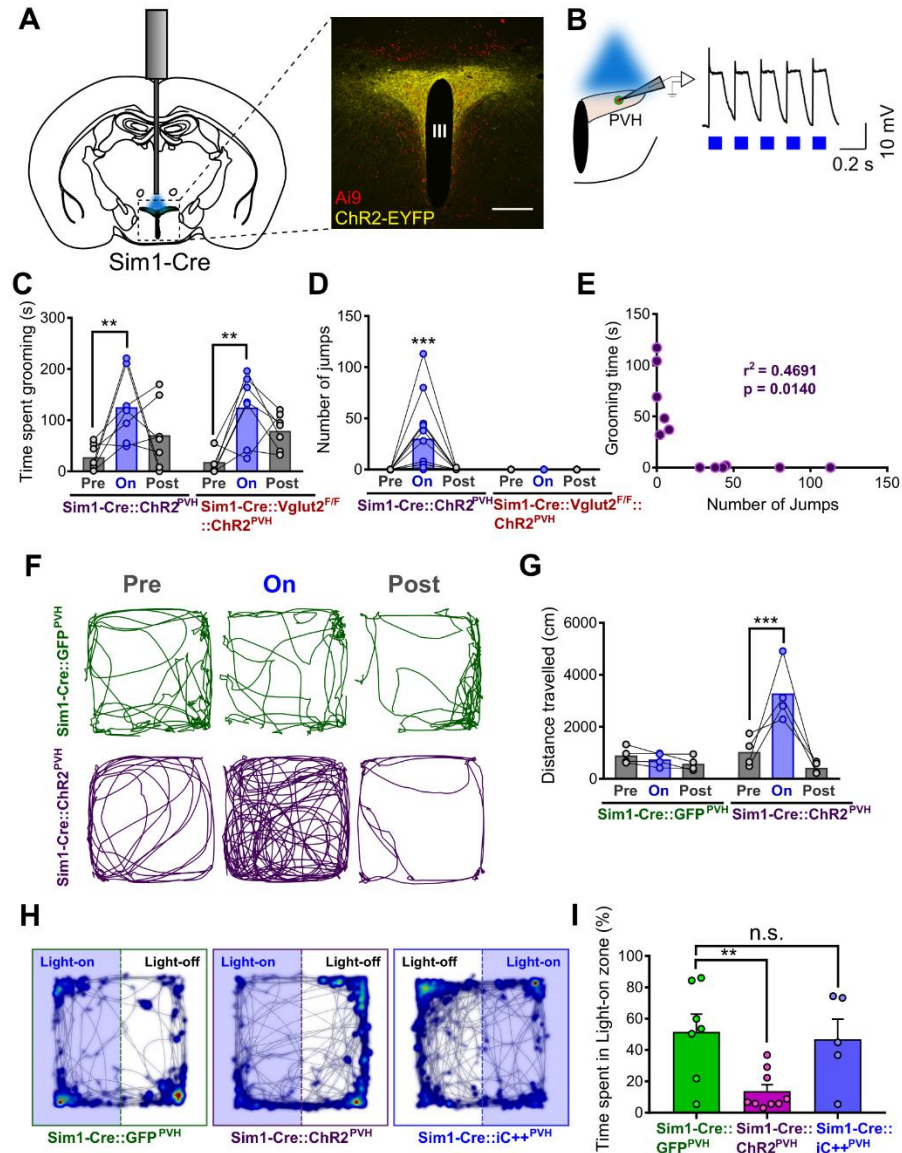 A
B
III
Ai9
ChR2-EYFP
Sim1-Cre
PVH
10 mV
0.2 s
C
D
E
Time spent grooming (s)
300
200
100
0
**
**
Pre On Post Pre On Post
Sim1-Cre::ChR2PVH
Sim1-Cre::Vglut2F/F
::ChR2PVH
Number of jumps
150
100
50
0
***
Pre On Post Pre On Post
Sim1-Cre::ChR2PVH
Sim1-Cre::Vglut2F/F::
ChR2PVH
Grooming time (s)
150
100
50
0
r2 = 0.4691
p = 0.0140
0 50 100 150
Number of Jumps
F
G
Pre On Post
Sim1-Cre::GFPPVH
Sim1-Cre::ChR2PVH
Distance travelled (cm)
6000
4000
2000
0
***
Pre On Post Pre On Post
Sim1-Cre::GFPPVH Sim1-Cre::ChR2PVH
H
I
Light-on Light-off
Light-on Light-off
Light-off Light-on
Sim1-Cre::GFPPVH
Sim1-Cre::ChR2PVH
Sim1-Cre::iC++PVH
Time spent in Light-on zone (%)
100
80
60
40
20
0
n.s.
**
Sim1-Cre:: Sim1-Cre:: Sim1-Cre::
GFPPVH ChR2PVH iC++PVH